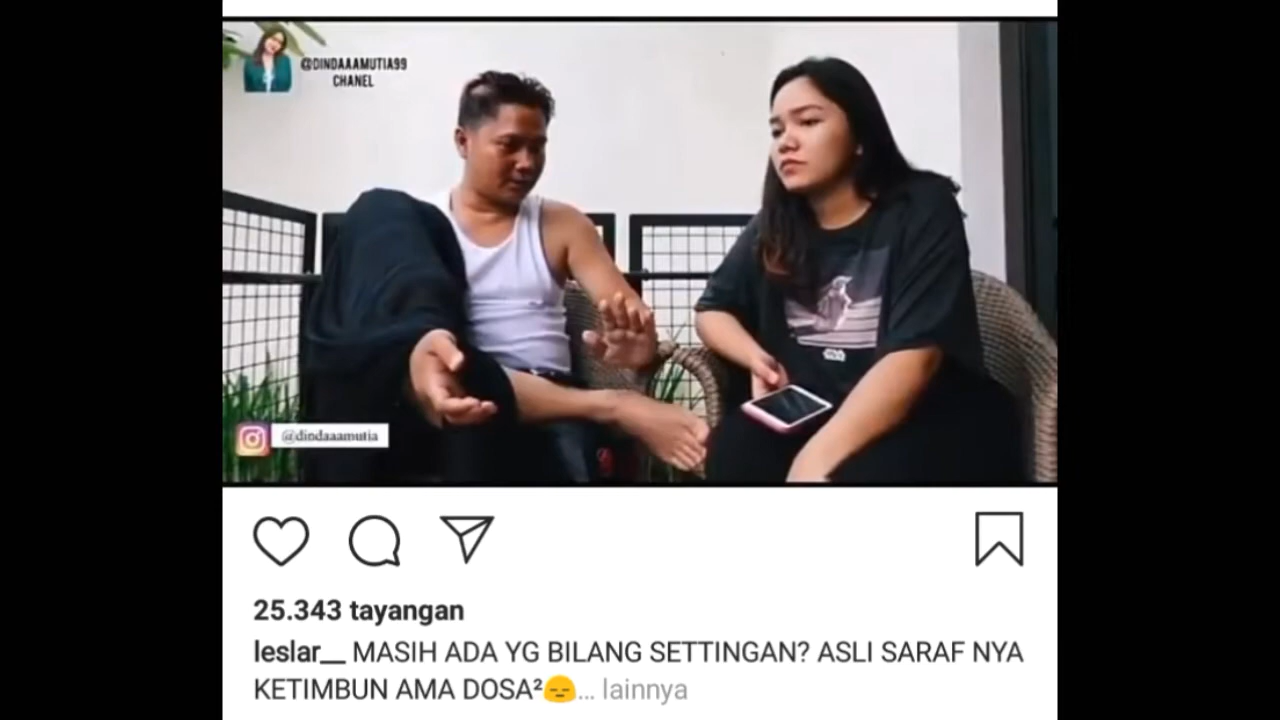 @DINDAAAMUTIA99
CHANEL
@dindaaamutia
25.343 tayangan
leslar__ MASIH ADA YG BILANG SETTINGAN? ASLI SARAF NYA
KETIMBUN AMA DOSA²😑... lainnya